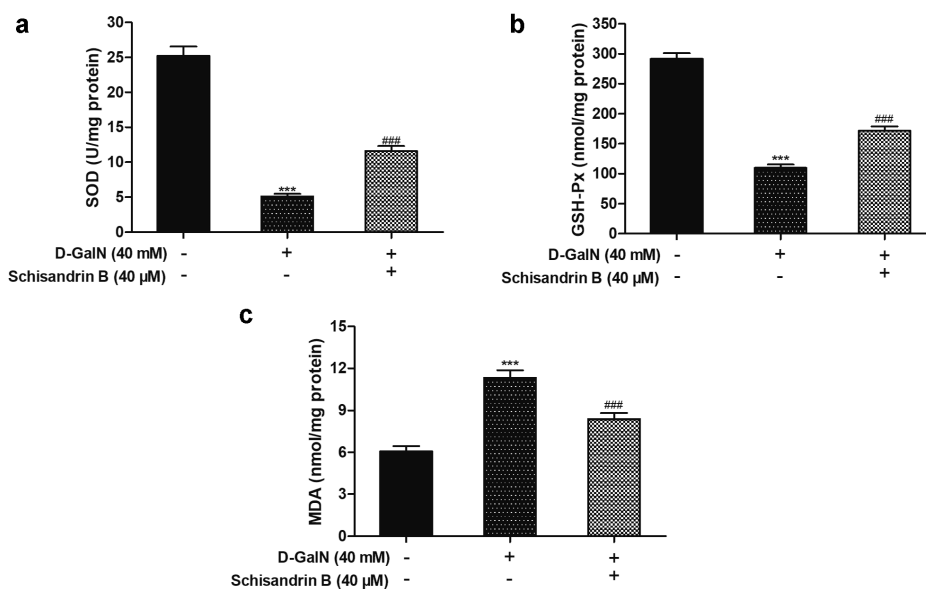 a
SOD (U/mg protein)
30
25
20
15
10
5
0
***
###
D-GalN (40 mM) - + +
Schisandrin B (40 µM) - - +
b
GSH-Px (nmol/mg protein)
350
300
250
200
150
100
50
0
***
###
D-GalN (40 mM) - + +
Schisandrin B (40 µM) - - +
c
MDA (nmol/mg protein)
15
12
9
6
3
0
***
###
D-GalN (40 mM) - + +
Schisandrin B (40 µM) - - +